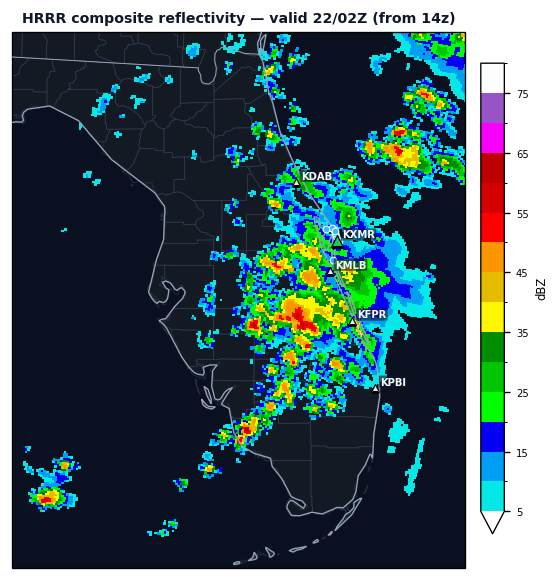 HRRR composite reflectivity — valid 22/02Z (from 14z)
KDAB
KXMR
KMLB
KFPR
KPBI
75
65
55
45
35
25
15
5
dBZ